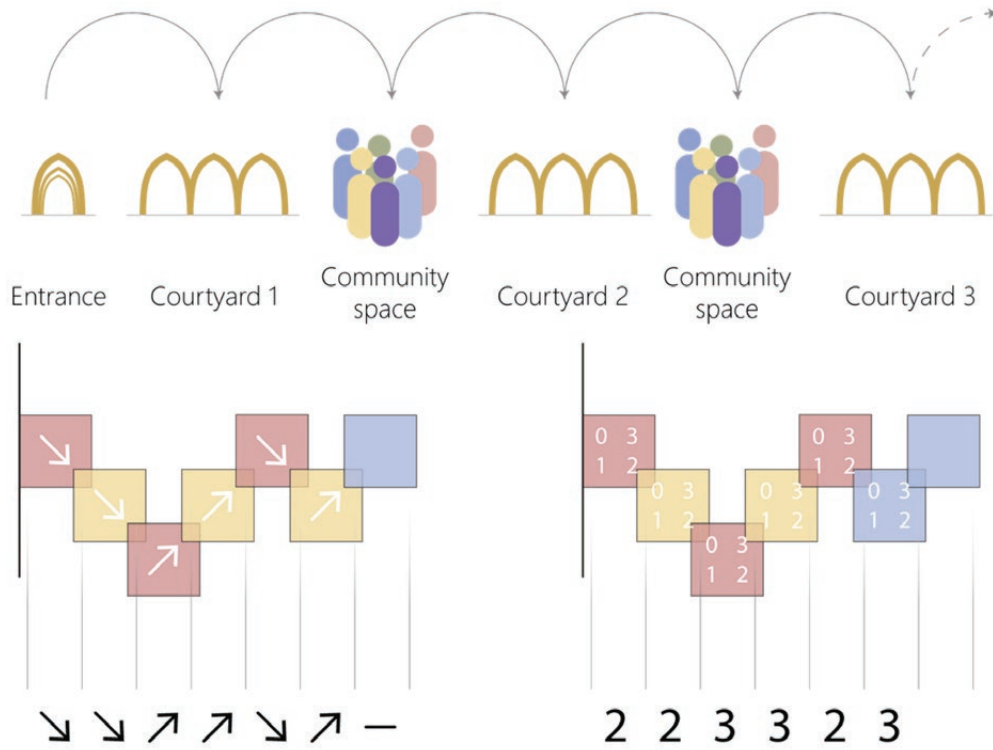 Entrance
Courtyard 1
Community
space
Courtyard 2
Community
space
Courtyard 3
0 3
1 2
0 3
1 2
0 3
1 2
0 3
1 2
0 3
1 2
0 3
1 2
↘ ↘ ↗ ↗ ↘ ↗ —
2 2 3 3 2 3